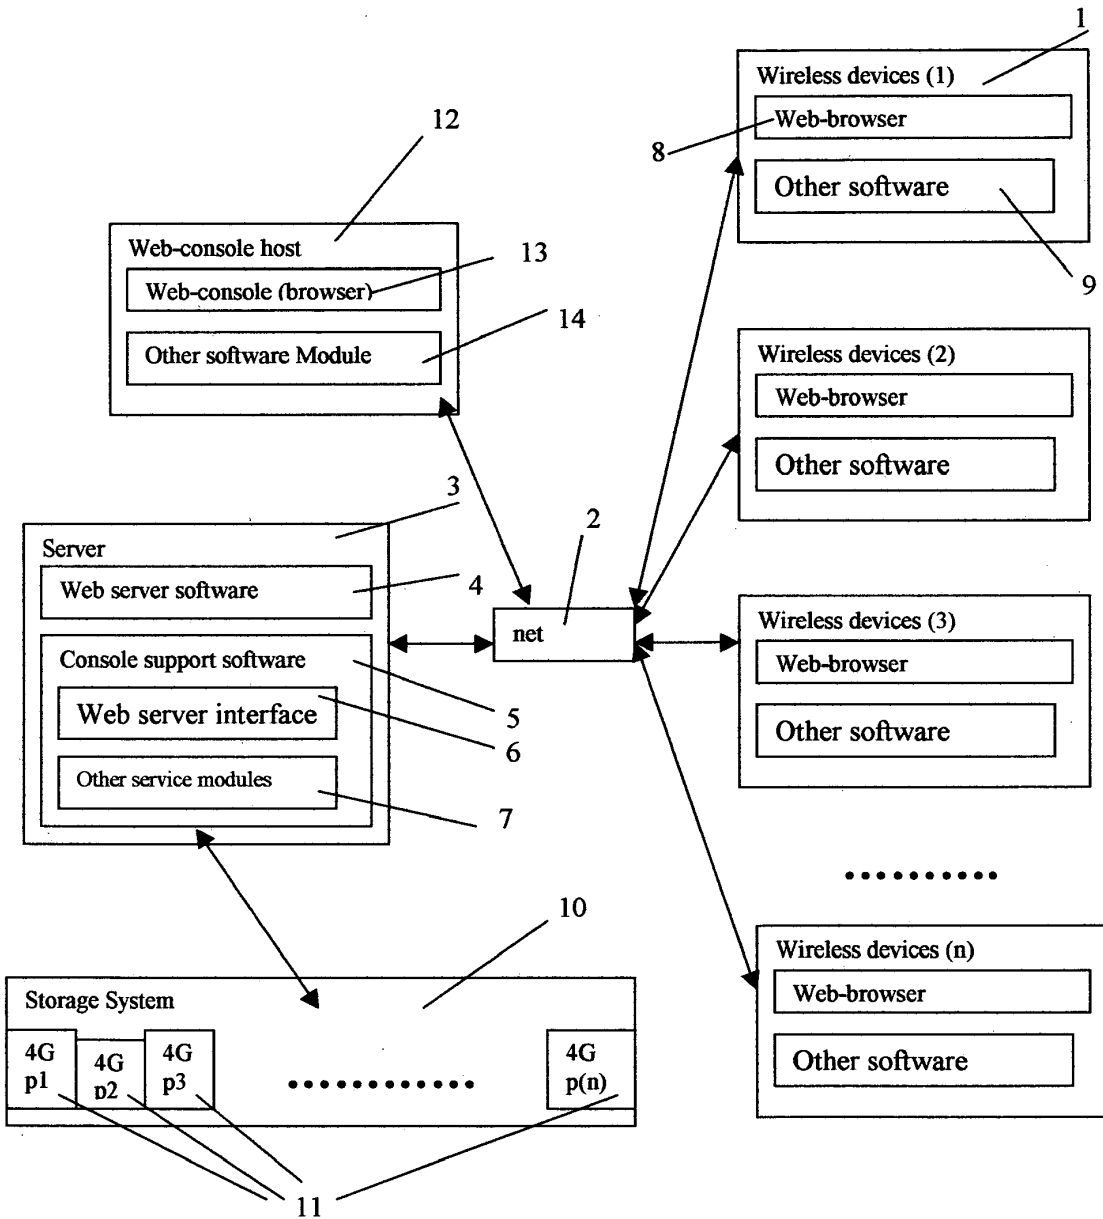 1
Wireless devices (1)
Web-browser
8
Other software
9
12
Web-console host
13
Web-console (browser)
14
Other software Module
Wireless devices (2)
Web-browser
Other software
3
Server
Web server software
4
Console support software
5
Web server interface
6
Other service modules
7
2
net
Wireless devices (3)
Web-browser
Other software
10
Storage System
4G
p1
4G
p2
4G
p3
4G
p(n)
11
Wireless devices (n)
Web-browser
Other software